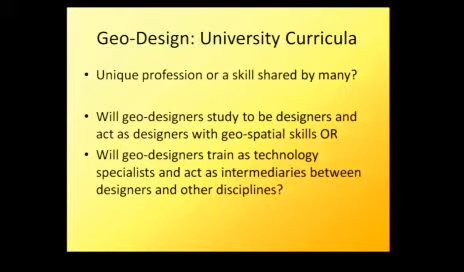 Geo-Design: University Curricula
• Unique profession or a skill shared by many?
• Will geo-designers study to be designers and
act as designers with geo-spatial skills OR
• Will geo-designers train as technology
specialists and act as intermediaries between
designers and other disciplines?